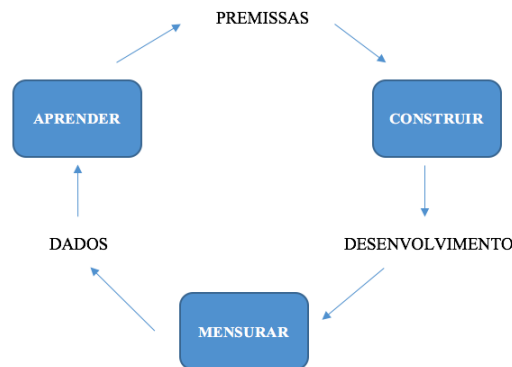 PREMISSAS
APRENDER
CONSTRUIR
DADOS
DESENVOLVIMENTO
MENSURAR